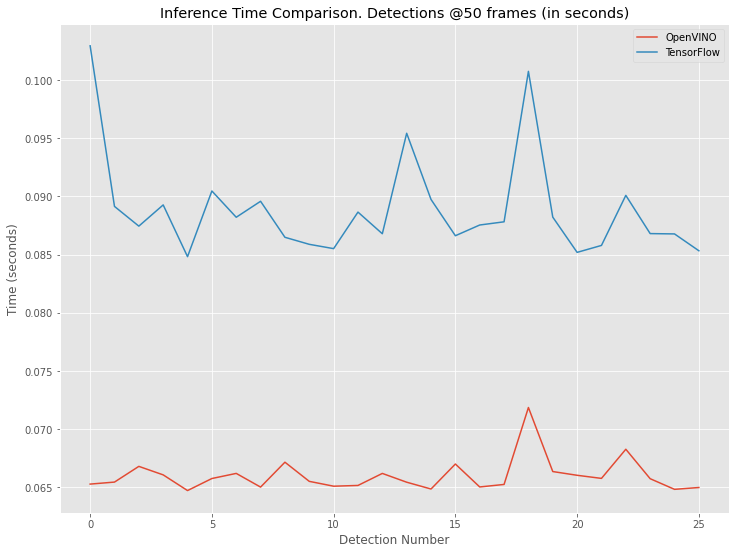 Inference Time Comparison. Detections @50 frames (in seconds)
OpenVINO
TensorFlow
0.100
0.095
0.090
0.085
0.080
0.075
0.070
0.065
Time (seconds)
0 5 10 15 20 25
Detection Number